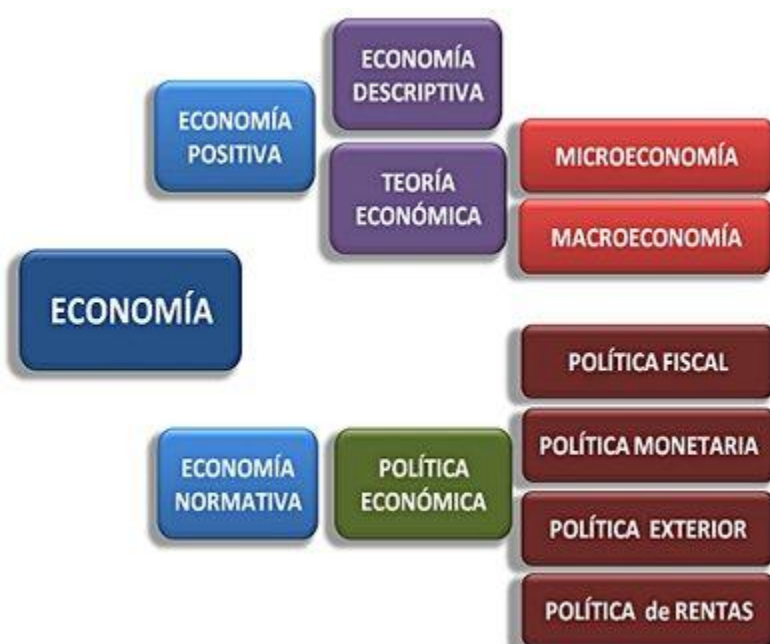 ECONOMÍA
DESCRIPTIVA
ECONOMÍA
POSITIVA
TEORÍA
ECONÓMICA
MICROECONOMÍA
MACROECONOMÍA
ECONOMÍA
POLÍTICA FISCAL
POLÍTICA MONETARIA
ECONOMÍA
NORMATIVA
POLÍTICA
ECONÓMICA
POLÍTICA EXTERIOR
POLÍTICA de RENTAS